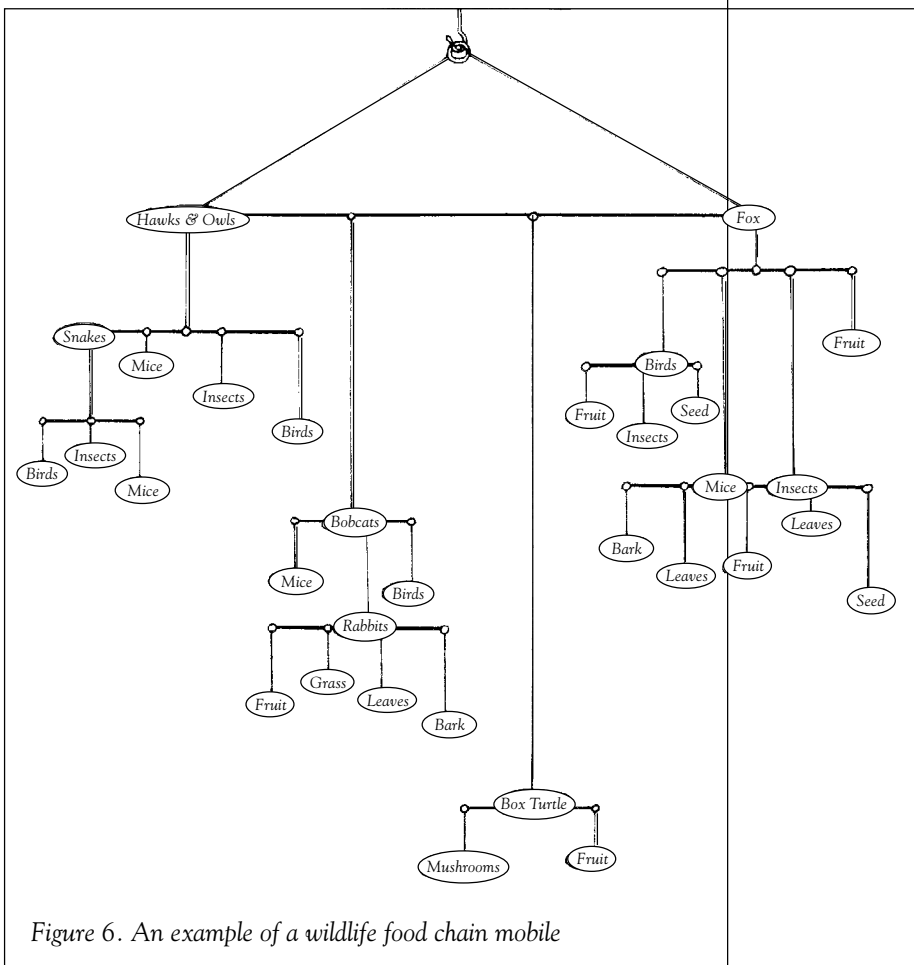 Hawks & Owls
Fox
Snakes
Mice
Insects
Birds
Birds
Insects
Mice
Fruit
Birds
Fruit
Insects
Seed
Mice
Insects
Bark
Leaves
Fruit
Leaves
Seed
Bobcats
Mice
Birds
Rabbits
Fruit
Grass
Leaves
Bark
Box Turtle
Mushrooms
Fruit
Figure 6. An example of a wildlife food chain mobile